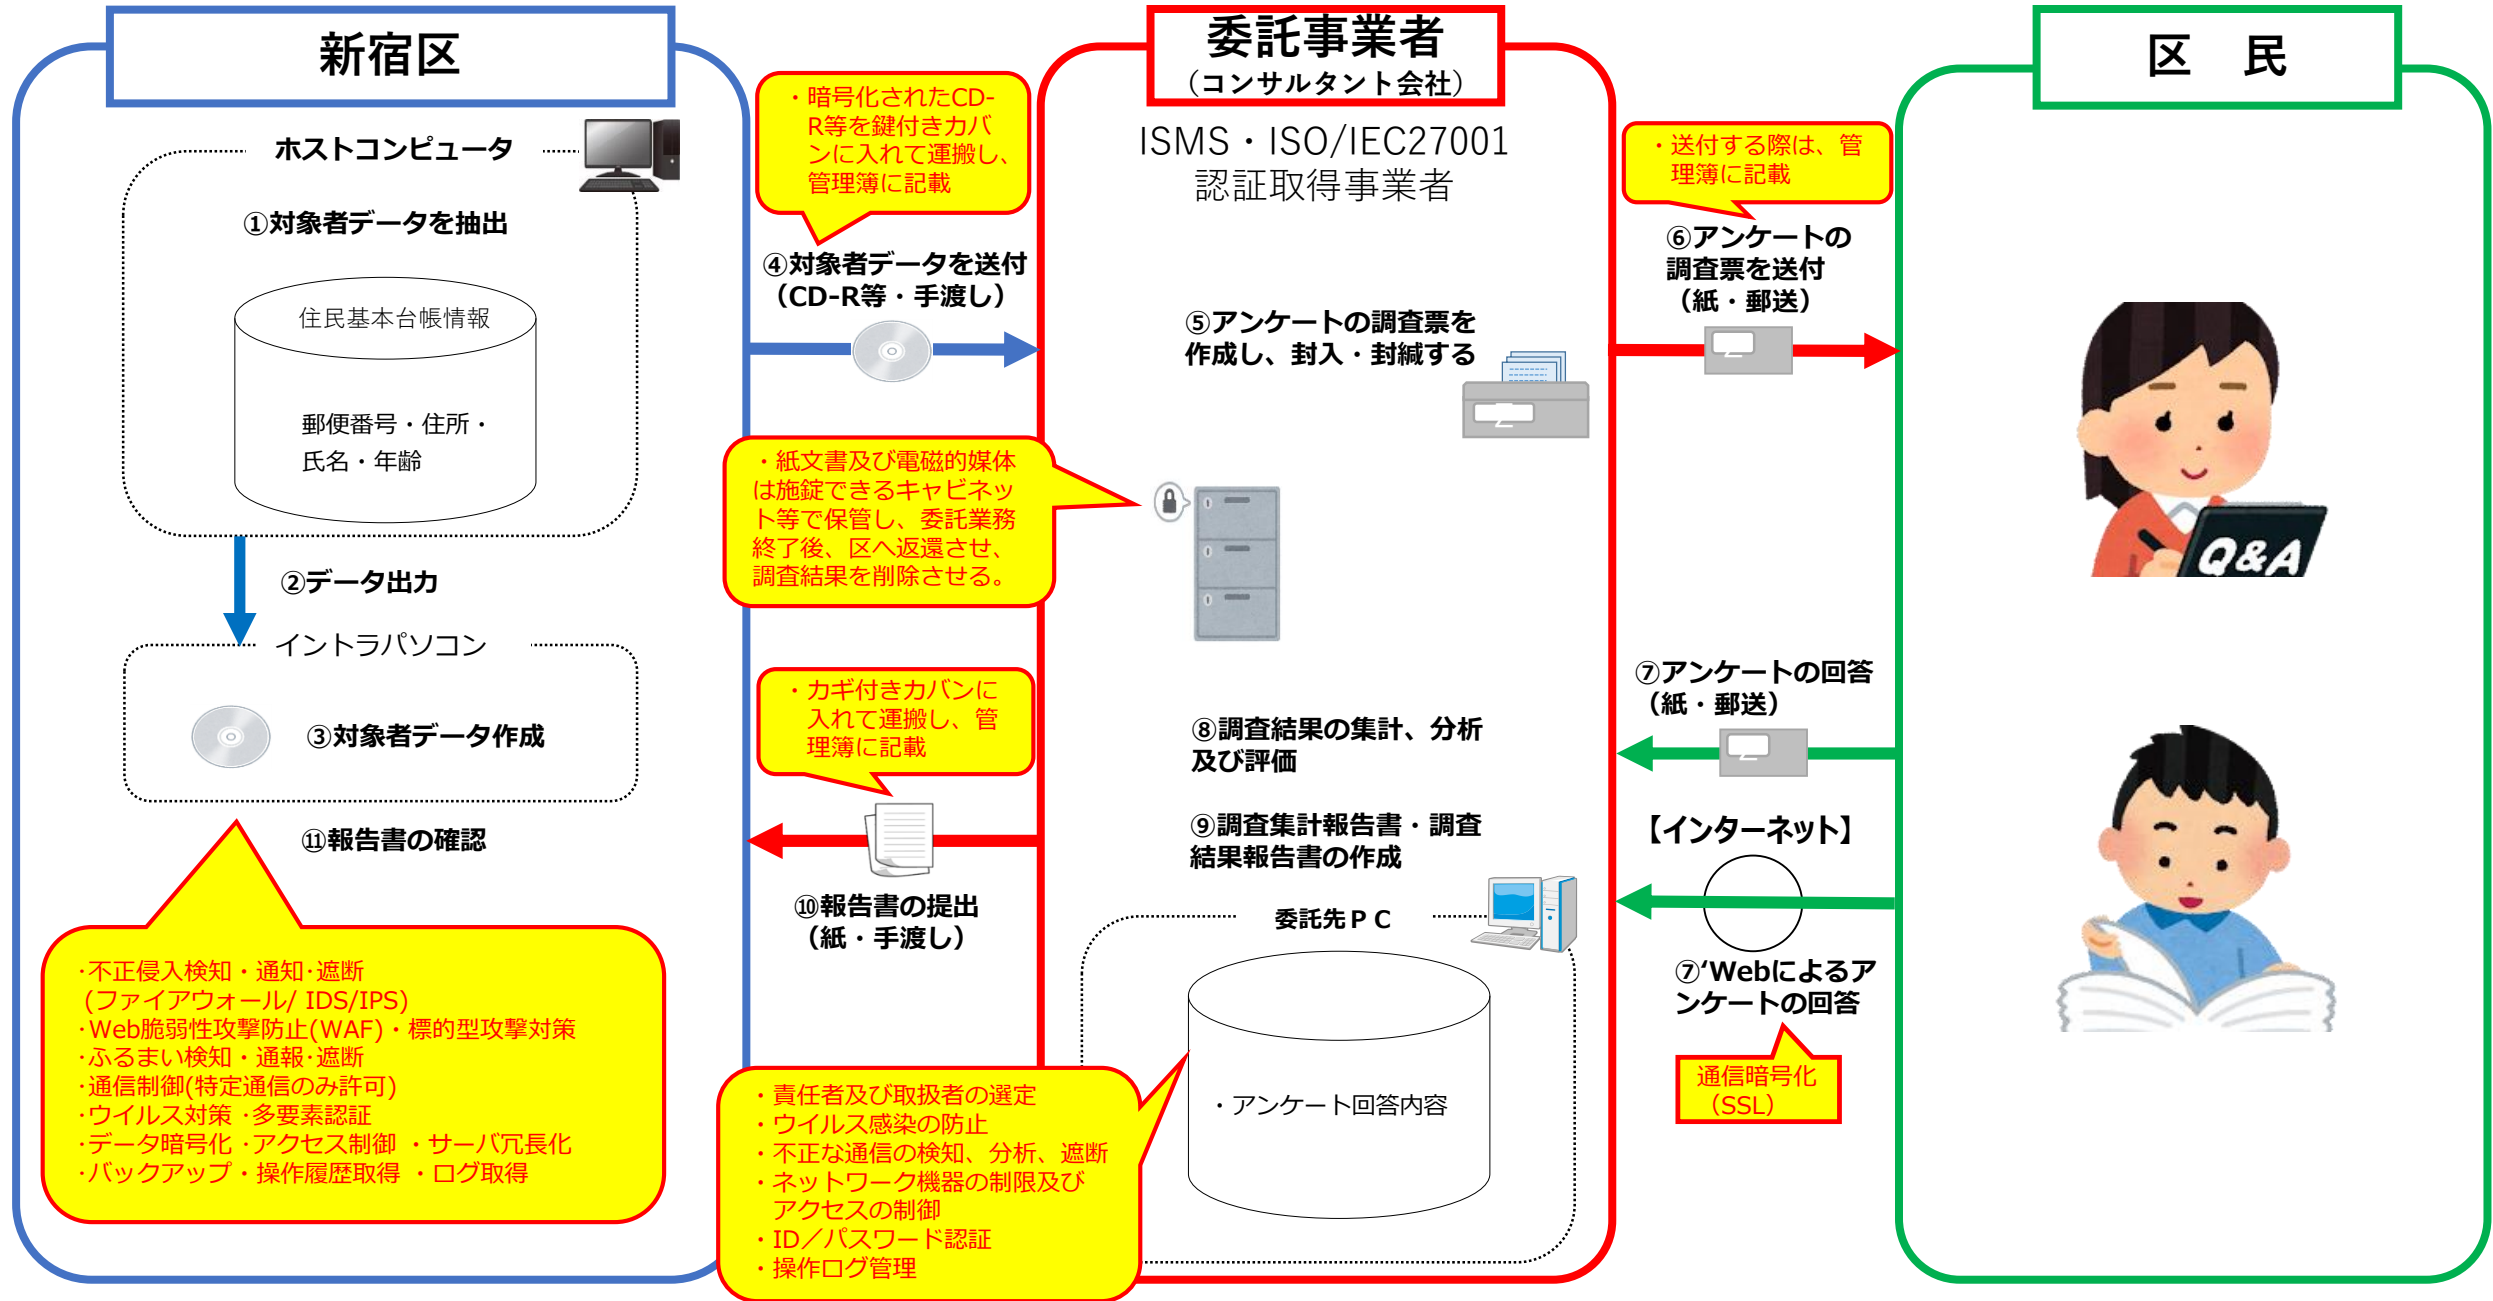 新宿区
ホストコンピュータ
①対象者データを抽出
住民基本台帳情報
郵便番号・住所・
氏名・年齢
②データ出力
イントラパソコン
③対象者データ作成
⑪報告書の確認
･不正侵入検知・通知･遮断
(ファイアウォール/ IDS/IPS)
･Web脆弱性攻撃防止(WAF)・標的型攻撃対策
･ふるまい検知・通報･遮断
･通信制御(特定通信のみ許可)
･ウイルス対策 ･多要素認証
･データ暗号化 ･アクセス制御 ・サーバ冗長化
･バックアップ・操作履歴取得 ・ログ取得
・暗号化されたCD-
R等を鍵付きカバ
ンに入れて運搬し、
管理簿に記載
④対象者データを送付
（CD-R等・手渡し）
・紙文書及び電磁的媒体
は施錠できるキャビネッ
ト等で保管し、委託業務
終了後、区へ返還させ、
調査結果を削除させる。
・カギ付きカバンに
入れて運搬し、管
理簿に記載
⑩報告書の提出
（紙・手渡し）
・責任者及び取扱者の選定
・ウイルス感染の防止
・不正な通信の検知、分析、遮断
・ネットワーク機器の制限及び
アクセスの制御
・ID／パスワード認証
・操作ログ管理
委託事業者
（コンサルタント会社）
ISMS・ISO/IEC27001
認証取得事業者
⑤アンケートの調査票を
作成し、封入・封緘する
⑧調査結果の集計、分析
及び評価
⑨調査集計報告書・調査
結果報告書の作成
委託先ＰＣ
・アンケート回答内容
・送付する際は、管
理簿に記載
⑥アンケートの
調査票を送付
（紙・郵送）
⑦アンケートの回答
（紙・郵送）
【インターネット】
⑦‘Webによるア
ンケートの回答
通信暗号化
（SSL）
区　民
Q&A